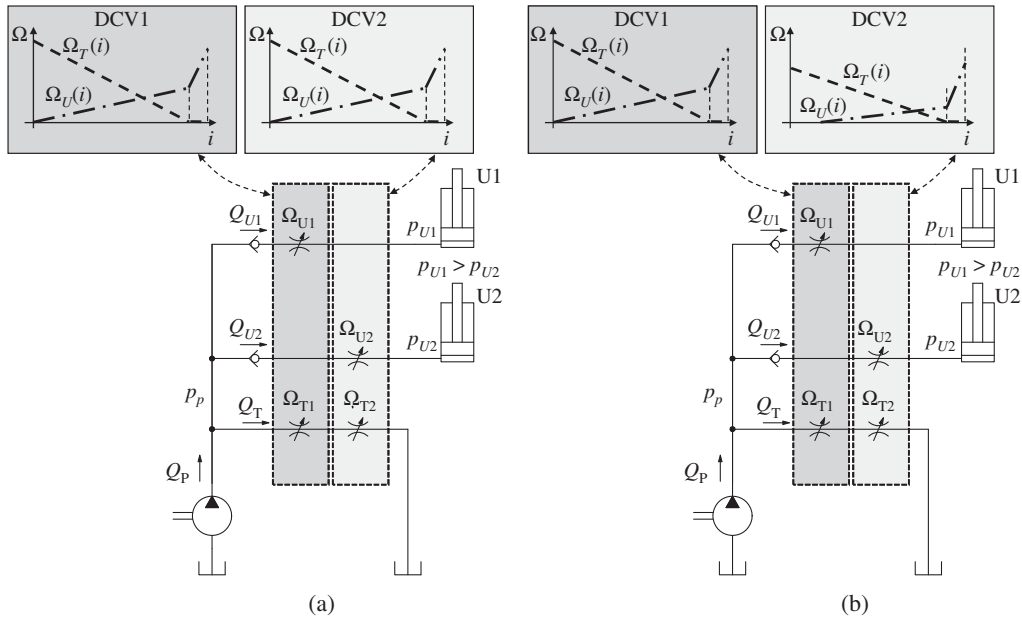 DCV1
Ω
Ω_T(i)
Ω_U(i)
i
DCV2
Ω
Ω_T(i)
Ω_U(i)
i
U1
Q_U1
Ω_U1
p_U1
p_U1 > p_U2
U2
Q_U2
Ω_U2
p_U2
p_p
Q_T
Ω_T1
Ω_T2
Q_P
(a)
DCV1
Ω
Ω_T(i)
Ω_U(i)
i
DCV2
Ω
Ω_T(i)
Ω_U(i)
i
U1
Q_U1
Ω_U1
p_U1
p_U1 > p_U2
U2
Q_U2
Ω_U2
p_U2
p_p
Q_T
Ω_T1
Ω_T2
Q_P
(b)